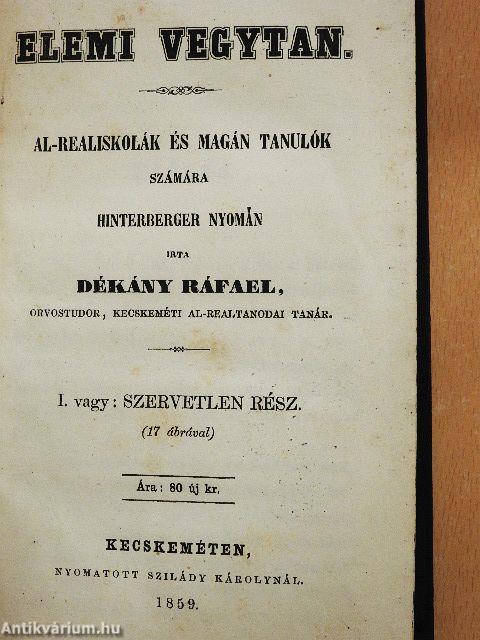 ELEMI VEGYTAN.
AL-REALISKOLÁK ÉS MAGÁN TANULÓK
SZÁMÁRA
HINTERBERGER NYOMÁN
IRTA
DÉKÁNY RÁFAEL,
ORVOSTUDOR, KECSKEMÉTI AL-REALTANODAI TANÁR.
I. vagy: SZERVETLEN RÉSZ.
(17 ábrával)
Ára: 80 új kr.
KECSKEMÉTEN,
NYOMATOTT SZILÁDY KÁROLYNÁL.
1859.
Antikvárium.hu